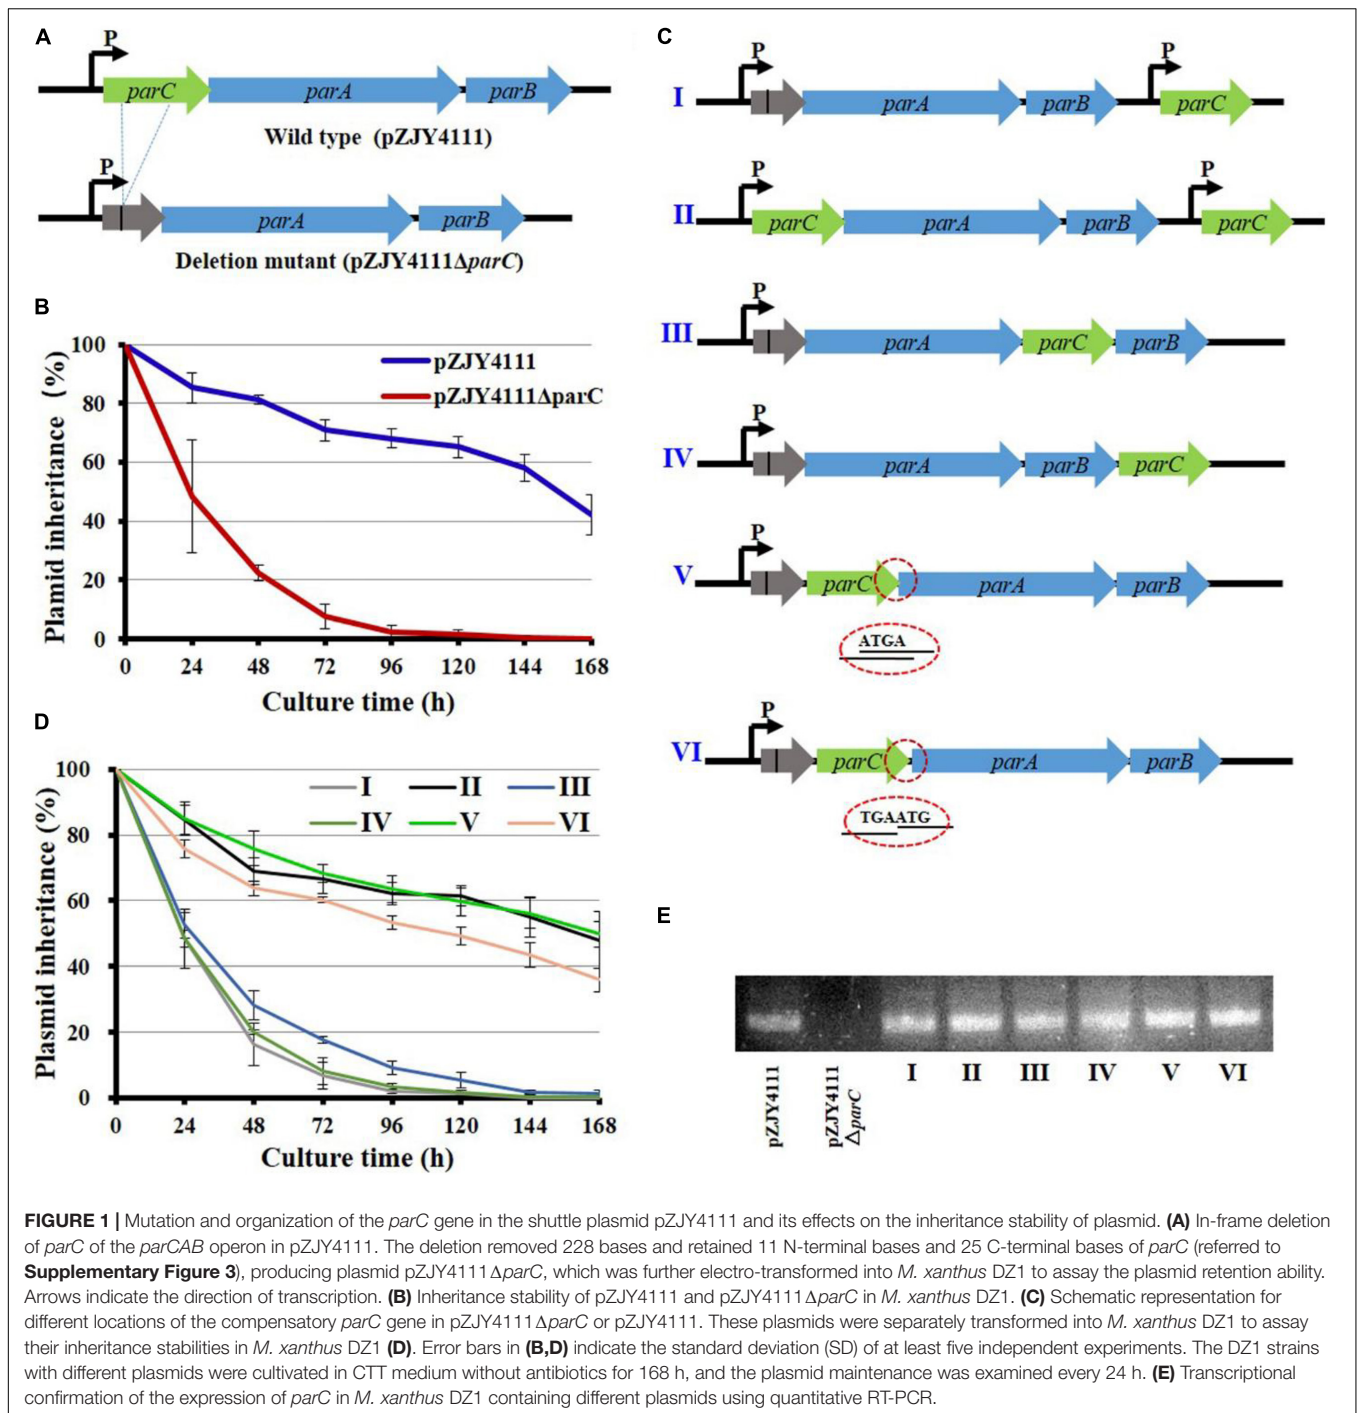 A
P
parC parA parB
Wild type (pZJY4111)
P
parA parB
Deletion mutant (pZJY4111ΔparC)
B
Plamid inheritance (%)
100
80
60
40
20
0
pZJY4111
pZJY4111ΔparC
0 24 48 72 96 120 144 168
Culture time (h)
C
I
P P
parA parB parC
II
P P
parC parA parB parC
III
P
parA parC parB
IV
P
parA parB parC
V
P
parC parA parB
ATGA
VI
P
parC parA parB
TGAATG
D
Plasmid inheritance (%)
100
80
60
40
20
0
I II III
IV V VI
0 24 48 72 96 120 144 168
Culture time (h)
E
pZJY4111
pZJY4111
ΔparC
I II III IV V VI
FIGURE 1 | Mutation and organization of the parC gene in the shuttle plasmid pZJY4111 and its effects on the inheritance stability of plasmid. (A) In-frame deletion
of parC of the parCAB operon in pZJY4111. The deletion removed 228 bases and retained 11 N-terminal bases and 25 C-terminal bases of parC (referred to
Supplementary Figure 3), producing plasmid pZJY4111ΔparC, which was further electro-transformed into M. xanthus DZ1 to assay the plasmid retention ability.
Arrows indicate the direction of transcription. (B) Inheritance stability of pZJY4111 and pZJY4111ΔparC in M. xanthus DZ1. (C) Schematic representation for
different locations of the compensatory parC gene in pZJY4111ΔparC or pZJY4111. These plasmids were separately transformed into M. xanthus DZ1 to assay
their inheritance stabilities in M. xanthus DZ1 (D). Error bars in (B,D) indicate the standard deviation (SD) of at least five independent experiments. The DZ1 strains
with different plasmids were cultivated in CTT medium without antibiotics for 168 h, and the plasmid maintenance was examined every 24 h. (E) Transcriptional
confirmation of the expression of parC in M. xanthus DZ1 containing different plasmids using quantitative RT-PCR.